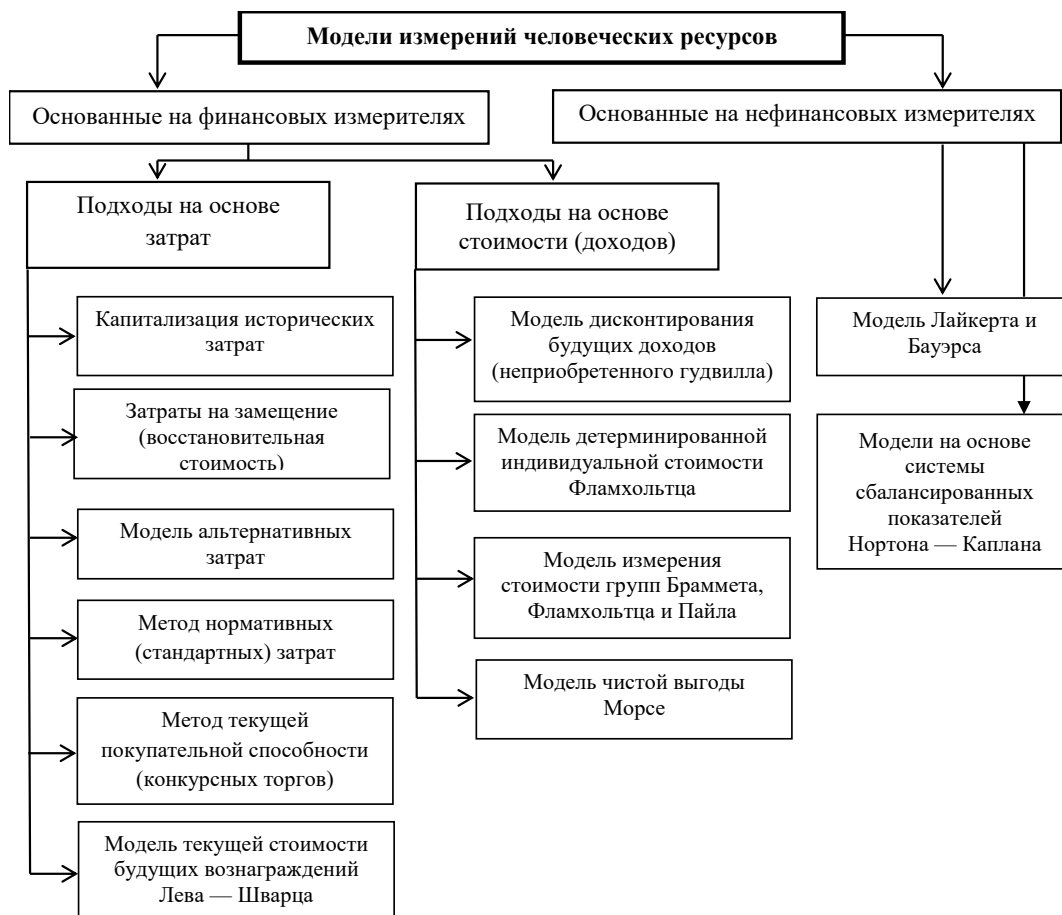 Модели измерений человеческих ресурсов
Основанные на финансовых измерителях
Основанные на нефинансовых измерителях
Подходы на основе
затрат
Подходы на основе
стоимости (доходов)
Капитализация исторических
затрат
Затраты на замещение
(восстановительная
стоимость)
Модель альтернативных
затрат
Метод нормативных
(стандартных) затрат
Метод текущей
покупательной способности
(конкурсных торгов)
Модель текущей стоимости
будущих вознаграждений
Лева — Шварца
Модель дисконтирования
будущих доходов
(неприобретенного гудвилла)
Модель детерминированной
индивидуальной стоимости
Фламхольтца
Модель измерения
стоимости групп Браммета,
Фламхольтца и Пайла
Модель чистой выгоды
Морсе
Модель Лайкерта и
Бауэрса
Модели на основе
системы
сбалансированных
показателей
Нортона — Каплана